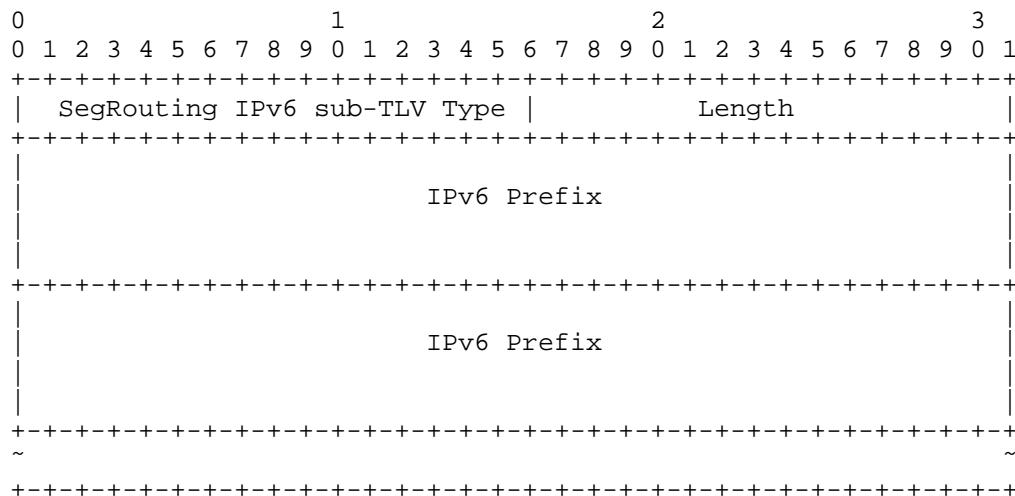 0                   1                   2                   3
0 1 2 3 4 5 6 7 8 9 0 1 2 3 4 5 6 7 8 9 0 1 2 3 4 5 6 7 8 9 0 1
+-+-+-+-+-+-+-+-+-+-+-+-+-+-+-+-+-+-+-+-+-+-+-+-+-+-+-+-+-+-+-+
|  SegRouting IPv6 sub-TLV Type |          Length             |
+-+-+-+-+-+-+-+-+-+-+-+-+-+-+-+-+-+-+-+-+-+-+-+-+-+-+-+-+-+-+-+
|                                                             |
|                         IPv6 Prefix                         |
|                                                             |
|                                                             |
+-+-+-+-+-+-+-+-+-+-+-+-+-+-+-+-+-+-+-+-+-+-+-+-+-+-+-+-+-+-+-+
|                                                             |
|                         IPv6 Prefix                         |
|                                                             |
|                                                             |
+-+-+-+-+-+-+-+-+-+-+-+-+-+-+-+-+-+-+-+-+-+-+-+-+-+-+-+-+-+-+-+
~                                                             ~
+-+-+-+-+-+-+-+-+-+-+-+-+-+-+-+-+-+-+-+-+-+-+-+-+-+-+-+-+-+-+-+